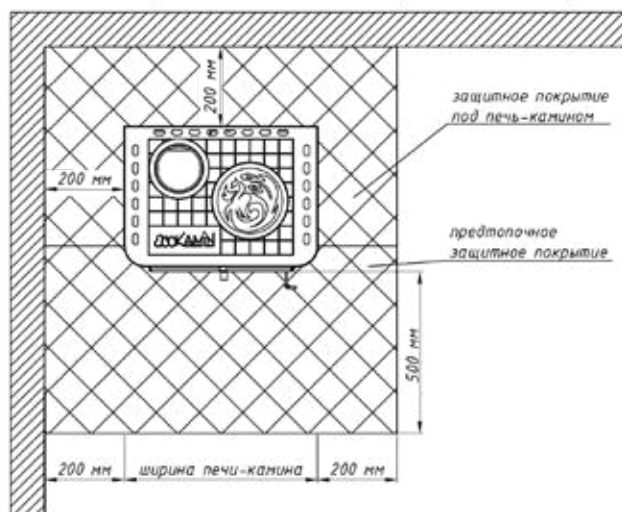 200 мм
защитное покрытие
под печь-камином
200 мм
предтопочное
защитное покрытие
500 мм
200 мм
ширина печи-камина
200 мм